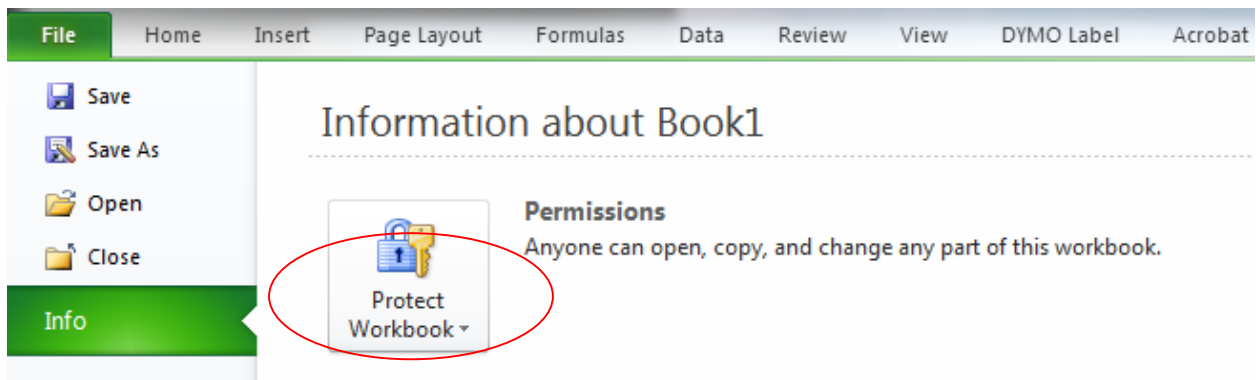 File Home Insert Page Layout Formulas Data Review View DYMO Label Acrobat
Save
Save As
Open
Close
Info
Information about Book1
Protect
Workbook
Permissions
Anyone can open, copy, and change any part of this workbook.